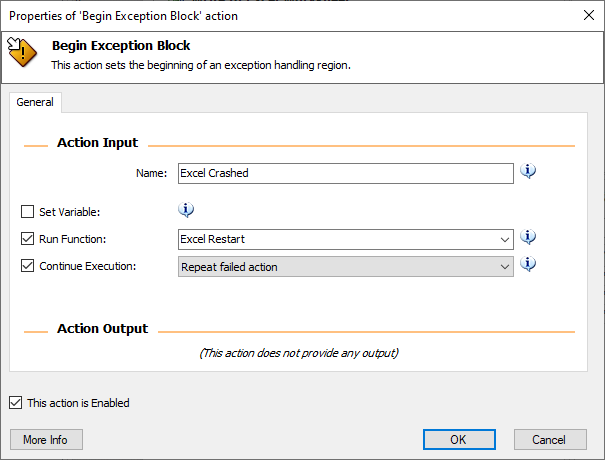 Properties of 'Begin Exception Block' action
Begin Exception Block
This action sets the beginning of an exception handling region.
General
Action Input
Name: Excel Crashed
Set Variable:
Run Function: Excel Restart
Continue Execution: Repeat failed action
Action Output
(This action does not provide any output)
This action is Enabled
More Info OK Cancel